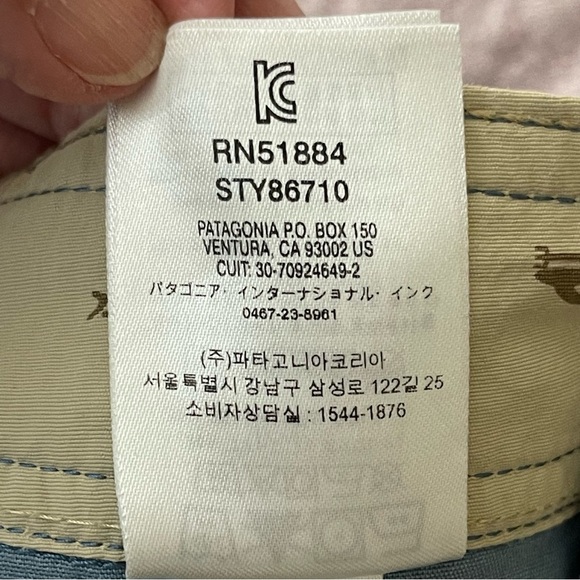 KC
RN51884
STY86710
PATAGONIA P.O. BOX 150
VENTURA, CA 93002 US
CUIT: 30-70924649-2
パタゴニア・インターナショナル・インク
0467-23-8961
(주)파타고니아코리아
서울특별시 강남구 삼성로 122길 25
소비자상담실 : 1544-1876